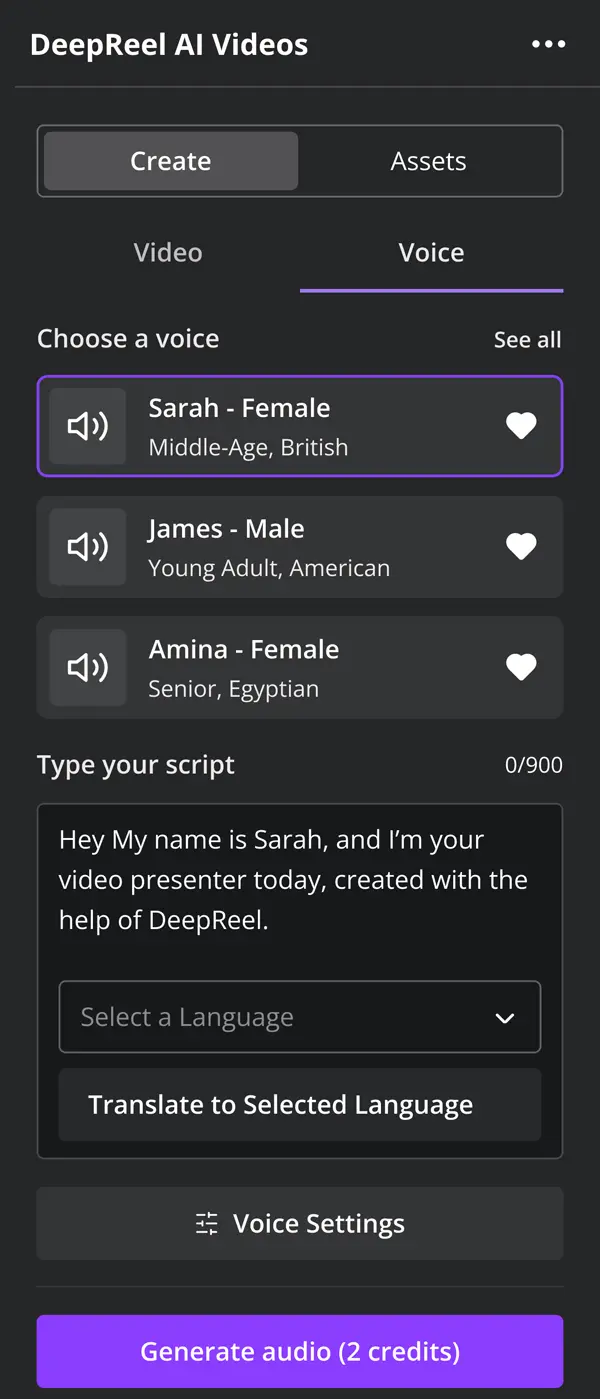 DeepReel AI Videos
Create
Assets
Video
Voice
Choose a voice
See all
Sarah - Female
Middle-Age, British
James - Male
Young Adult, American
Amina - Female
Senior, Egyptian
Type your script
0/900
Hey My name is Sarah, and I’m your
video presenter today, created with the
help of DeepReel.
Select a Language
Translate to Selected Language
Voice Settings
Generate audio (2 credits)